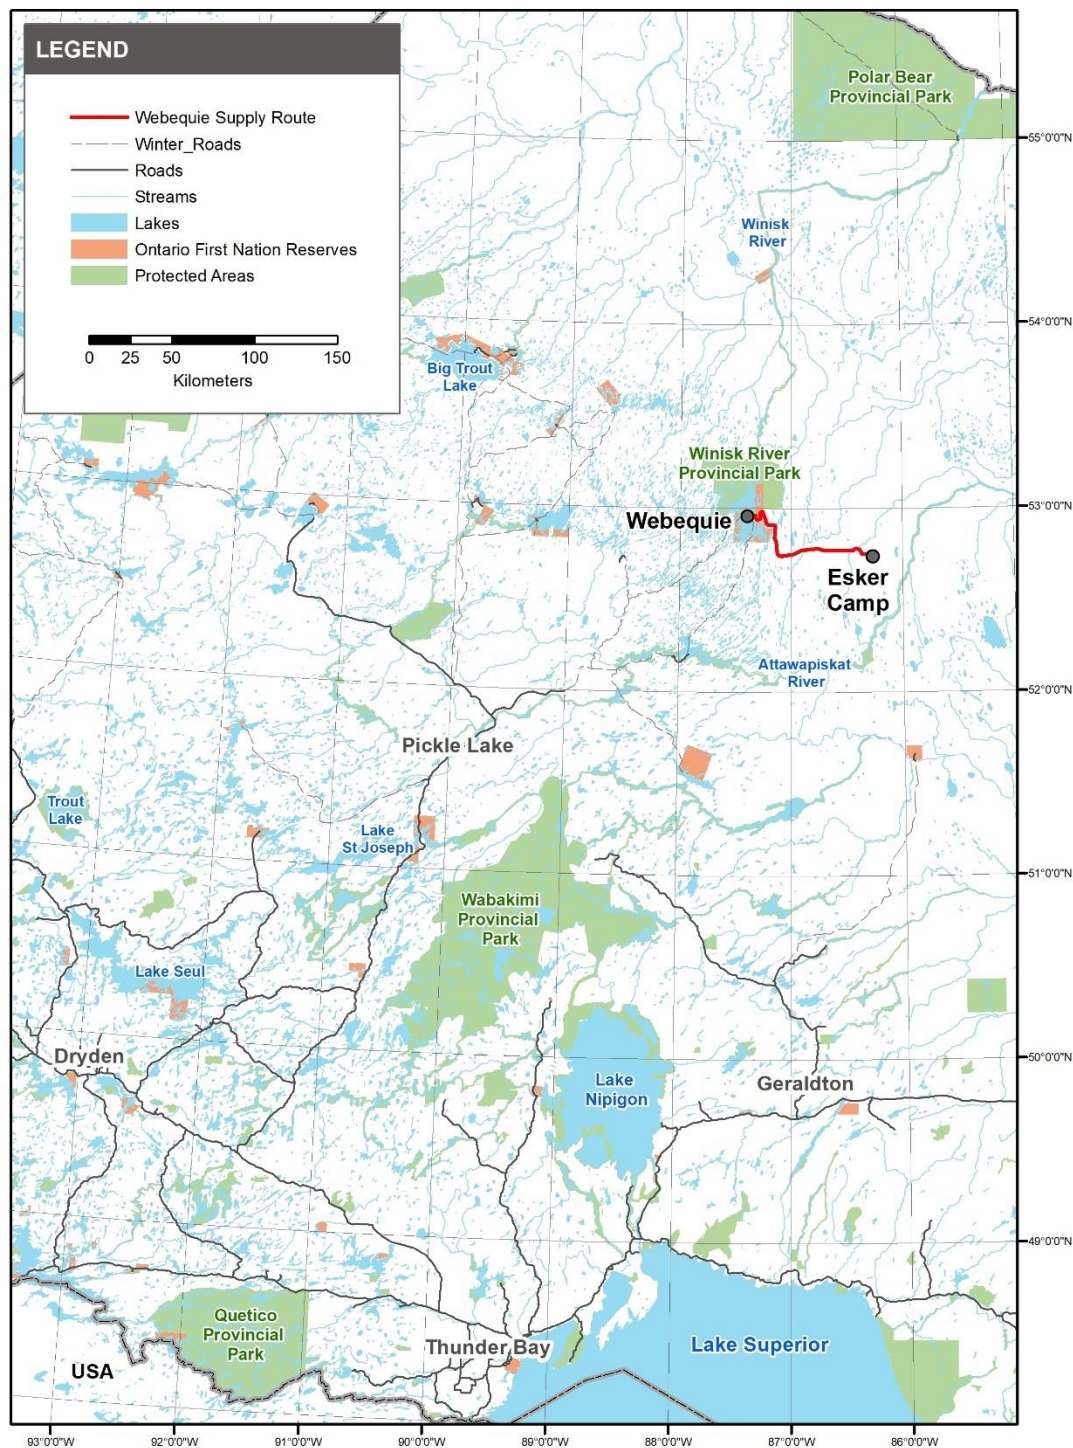 LEGEND
Webequie Supply Route
Winter_Roads
Roads
Streams
Lakes
Ontario First Nation Reserves
Protected Areas
0 25 50 100 150
Kilometers
Polar Bear
Provincial Park
55°0'0"N
Winisk
River
54°0'0"N
Big Trout
Lake
Winisk River
Provincial Park
53°0'0"N
Webequie
Esker
Camp
Attawapiskat
River
52°0'0"N
Pickle Lake
Trout
Lake
Lake
St Joseph
51°0'0"N
Wabakimi
Provincial
Park
Lake Seul
50°0'0"N
Dryden
Lake
Nipigon
Geraldton
49°0'0"N
Quetico
Provincial
Park
Thunder Bay
Lake Superior
USA
93°0'0"W 92°0'0"W 91°0'0"W 90°0'0"W 89°0'0"W 88°0'0"W 87°0'0"W 86°0'0"W